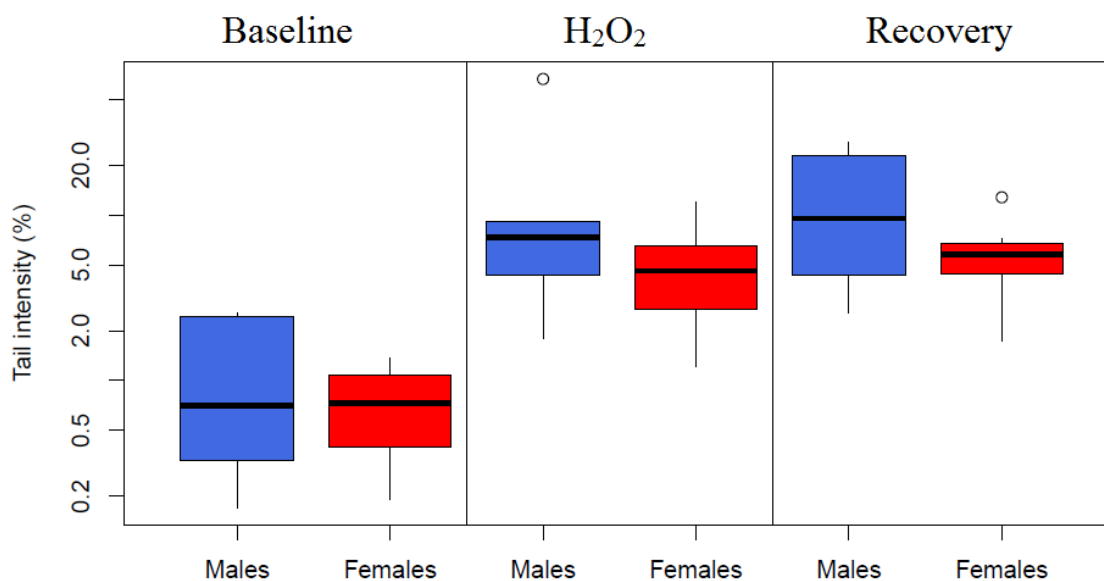 Baseline H₂O₂ Recovery
Tail intensity (%)
20.0
5.0
2.0
0.5
0.2
Males Females Males Females Males Females